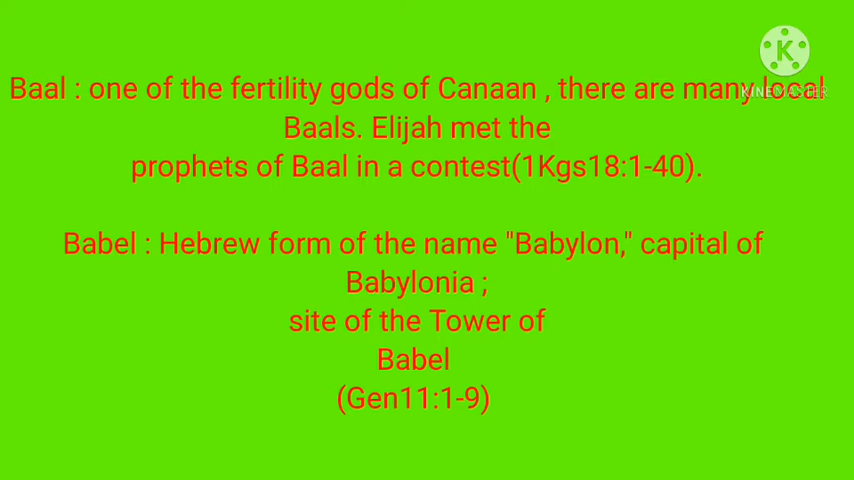 Baal : one of the fertility gods of Canaan , there are many local
Baals. Elijah met the
prophets of Baal in a contest(1Kgs18:1-40).
Babel : Hebrew form of the name "Babylon," capital of
Babylonia ;
site of the Tower of
Babel
(Gen11:1-9)
K
KINEMASTER